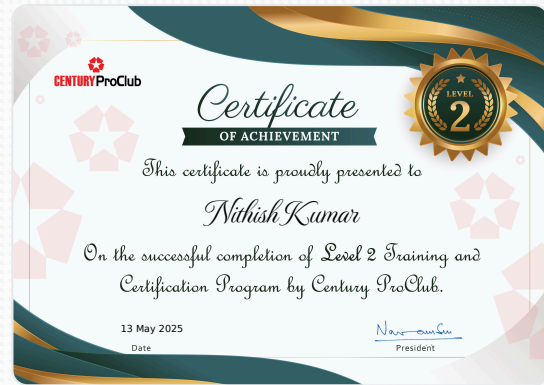 CENTURY ProClub
LEVEL
2
Certificate
OF ACHIEVEMENT
This certificate is proudly presented to
Nithish Kumar
On the successful completion of Level 2 Training and
Certification Program by Century ProClub.
13 May 2025
Date
President